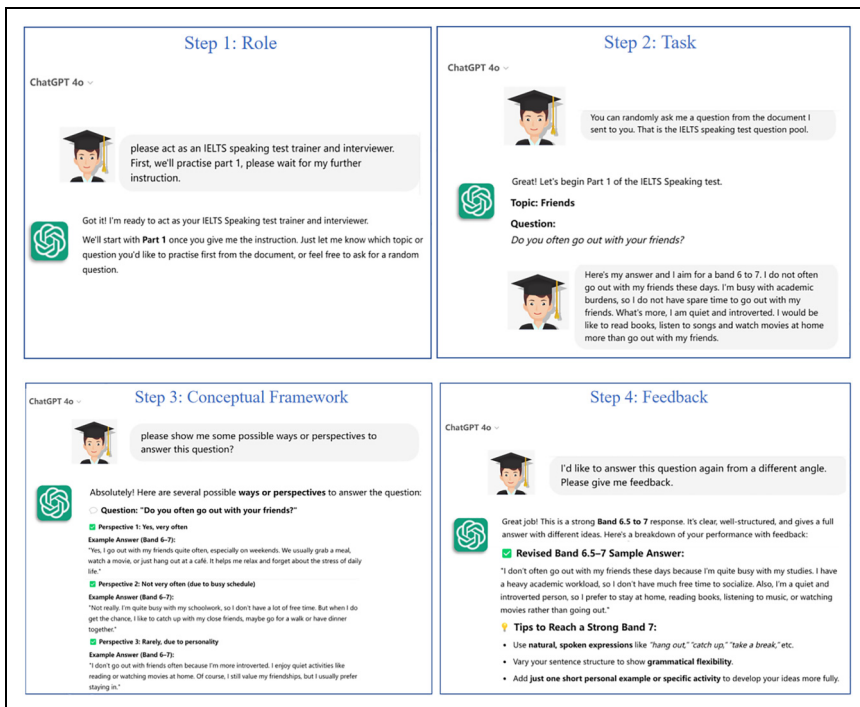 Step 1: Role
ChatGPT 4o
please act as an IELTS speaking test trainer and interviewer.
First, we'll practise part 1, please wait for my further
instruction.
Got it! I'm ready to act as your IELTS Speaking test trainer and interviewer.
We'll start with Part 1 once you give me the instruction. Just let me know which topic or
question you'd like to practise first from the document, or feel free to ask for a random
question.
Step 2: Task
ChatGPT 4o
You can randomly ask me a question from the document I
sent to you. That is the IELTS speaking test question pool.
Great! Let's begin Part 1 of the IELTS Speaking test.
Topic: Friends
Question:
Do you often go out with your friends?
Here's my answer and I aim for a band 6 to 7. I do not often
go out with my friends these days. I'm busy with academic
burdens, so I do not have spare time to go out with my
friends. What's more, I am quiet and introverted. I would be
like to read books, listen to songs and watch movies at home
more than go out with my friends.
Step 3: Conceptual Framework
ChatGPT 4o
please show me some possible ways or perspectives to
answer this question?
Absolutely! Here are several possible ways or perspectives to answer the question:
Question: "Do you often go out with your friends?"
✅ Perspective 1: Yes, very often
Example Answer (Band 6–7):
"Yes, I go out with my friends quite often, especially on weekends. We usually grab a meal,
watch a movie, or just hang out at a café. It helps me relax and forget about the stress of daily
life."
✅ Perspective 2: Not very often (due to busy schedule)
Example Answer (Band 6–7):
"Not really. I'm quite busy with my schoolwork, so I don't have a lot of free time. But when I do
get the chance, I like to catch up with my close friends, maybe go for a walk or have dinner
together."
✅ Perspective 3: Rarely, due to personality
Example Answer (Band 6–7):
"I don't go out with friends often because I'm more introverted. I enjoy quiet activities like
reading or watching movies at home. Of course, I still value my friendships, but I usually prefer
staying in."
Step 4: Feedback
ChatGPT 4o
I'd like to answer this question again from a different angle.
Please give me feedback.
Great job! This is a strong Band 6.5 to 7 response. It's clear, well-structured, and gives a full
answer with different ideas. Here's a breakdown of your performance with feedback:
✅ Revised Band 6.5–7 Sample Answer:
"I don't often go out with my friends these days because I'm quite busy with my studies. I have
a heavy academic workload, so I don't have much free time to socialize. Also, I'm a quiet and
introverted person, so I prefer to stay at home, reading books, listening to music, or watching
movies rather than going out."
💡 Tips to Reach a Strong Band 7:
• Use natural, spoken expressions like "hang out," "catch up," "take a break," etc.
• Vary your sentence structure to show grammatical flexibility.
• Add just one short personal example or specific activity to develop your ideas more fully.